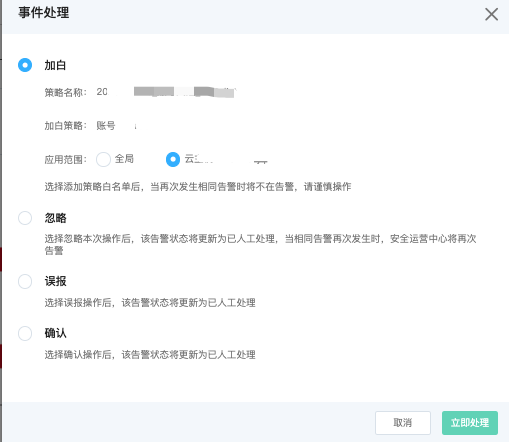 事件处理
加白
策略名称： 20
加白策略： 账号
应用范围： 全局 云
选择添加策略白名单后，当再次发生相同告警时将不在告警，请谨慎操作
忽略
选择忽略本次操作后，该告警状态将更新为已人工处理，当相同告警再次发生时，安全运营中心将再次
告警
误报
选择误报操作后，该告警状态将更新为已人工处理
确认
选择确认操作后，该告警状态将更新为已人工处理
取消 立即处理